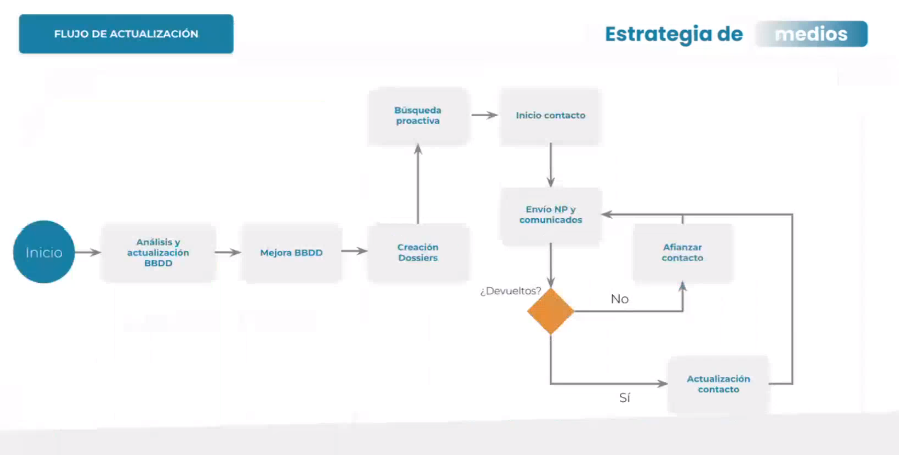 FLUJO DE ACTUALIZACIÓN
Estrategia de medios
Búsqueda
proactiva
Inicio contacto
Envío NP y
comunicados
Inicio
Análisis y
actualización
BBDD
Mejora BBDD
Creación
Dossiers
Afianzar
contacto
¿Devueltos?
No
Actualización
contacto
Sí